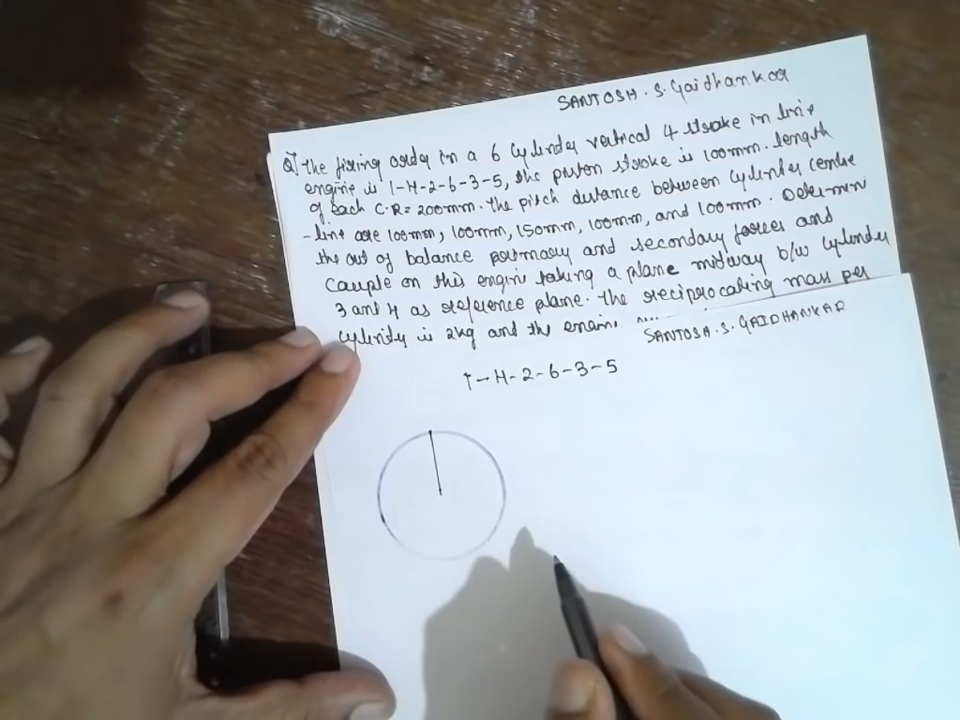 SANTOSH.S.Gaidhankar
Q] The firing order in a 6 cylinder vertical 4 stroke in line
engine is 1-4-2-6-3-5, the piston stroke is 100mm. length
of each C.R = 200mm. The pitch distance between cylinder centre
-line are 100mm, 100mm, 150mm, 100mm, and 100mm. Determin
the out of balance primary and secondary forces and
couple on this engine taking a plane midway b/w cylinder
3 and 4 as reference plane. The reciprocating mass per
cylinder is 2kg and the engine
SANTOSH.S.GAIDHANKAR
1-4-2-6-3-5